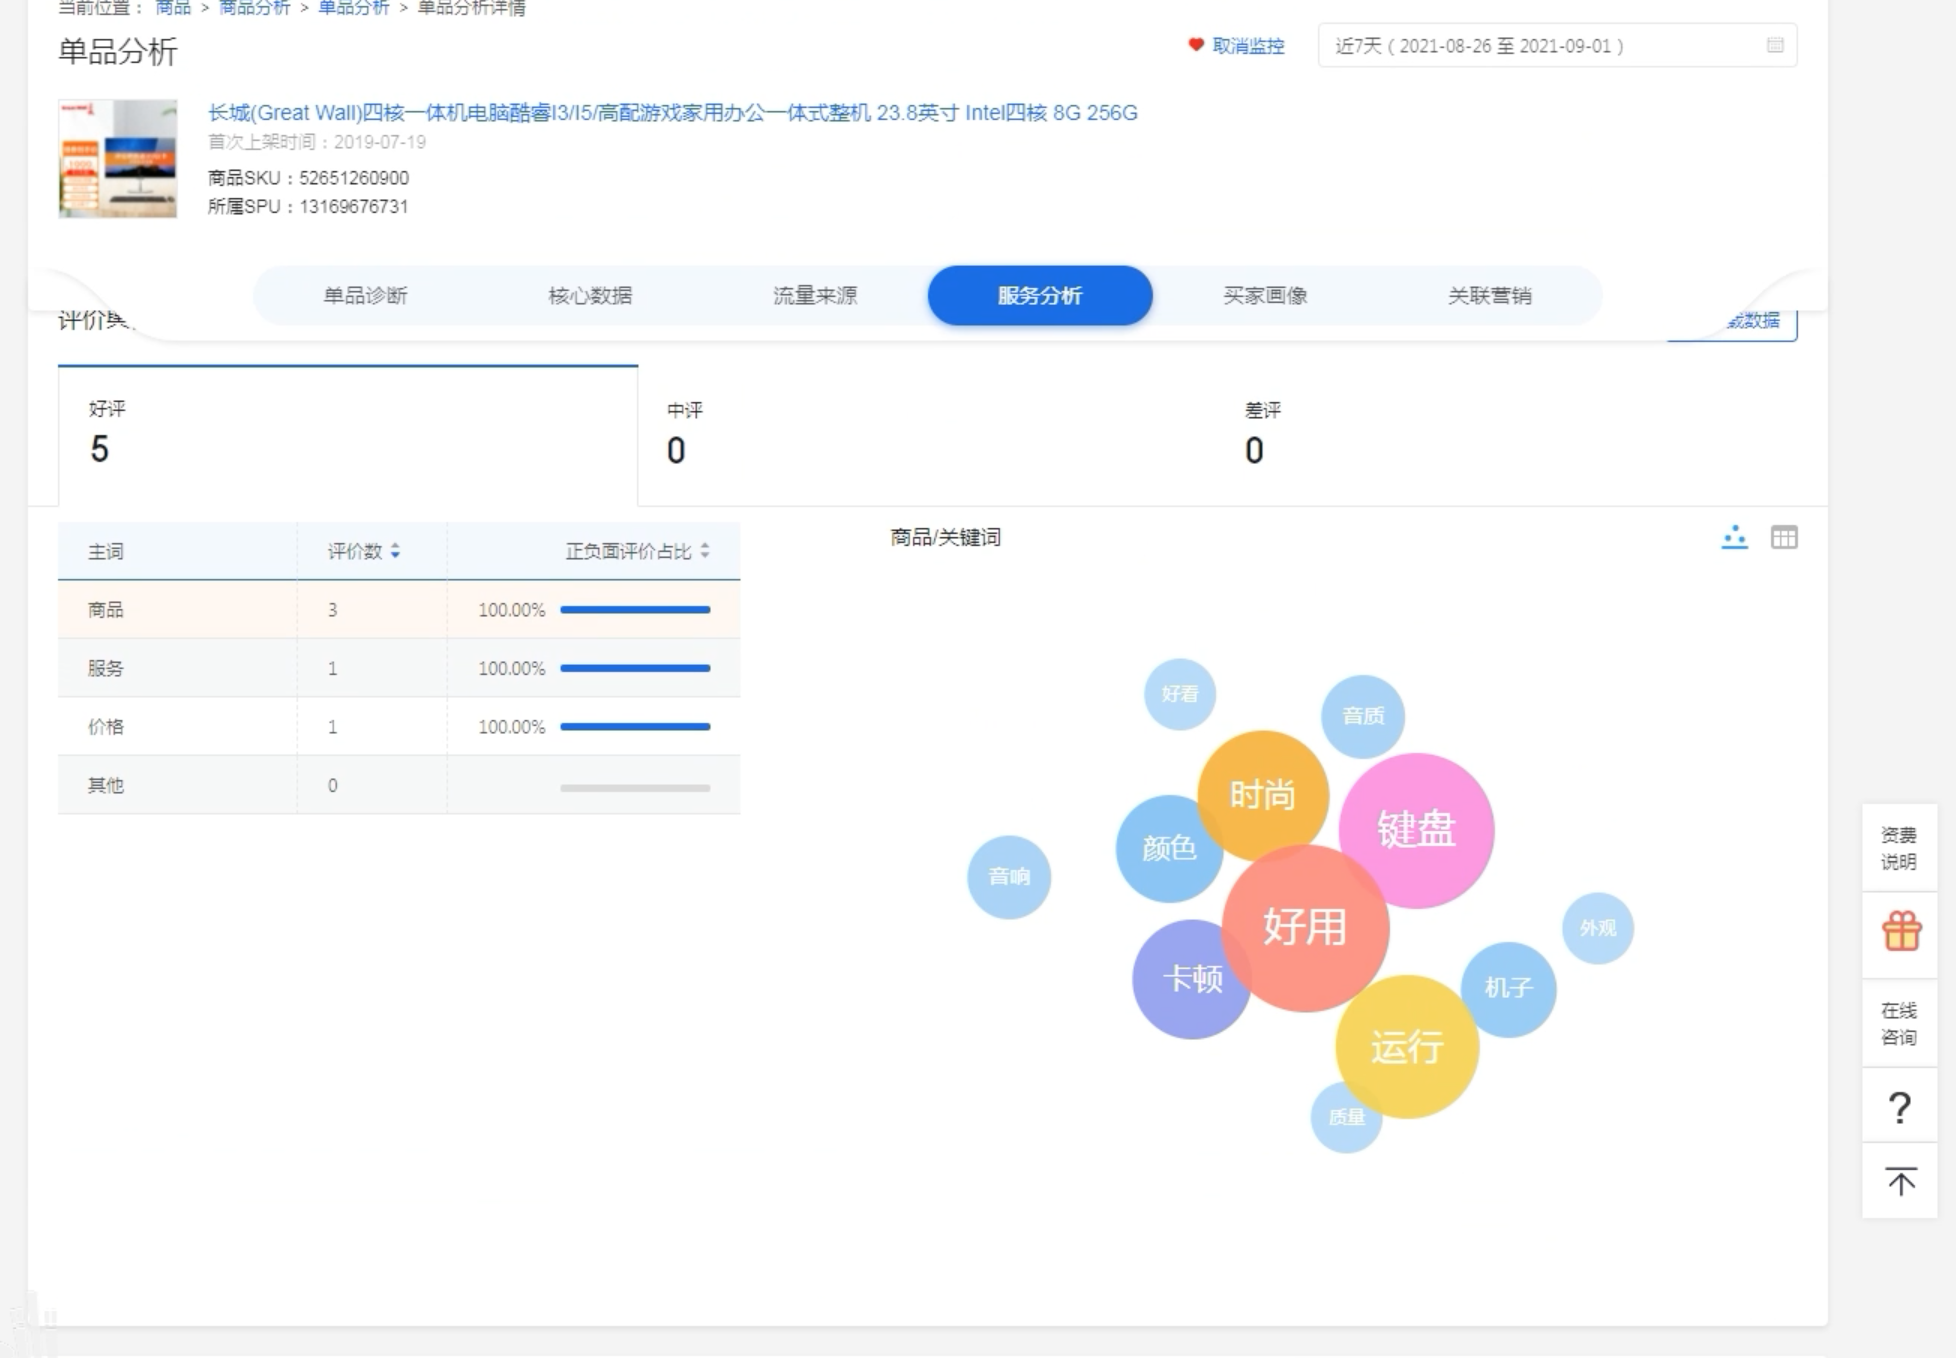 当前位置： 商品 > 商品分析 > 单品分析 > 单品分析详情
单品分析
取消监控
近7天 ( 2021-08-26 至 2021-09-01 )
长城(Great Wall)四核一体机电脑酷睿I3/I5/高配游戏家用办公一体式整机 23.8英寸 Intel四核 8G 256G
首次上架时间：2019-07-19
商品SKU：52651260900
所属SPU：13169676731
单品诊断
核心数据
流量来源
服务分析
买家画像
关联营销
评价
数据
好评
5
中评
0
差评
0
主词 评价数 正负面评价占比
商品 3 100.00%
服务 1 100.00%
价格 1 100.00%
其他 0
商品/关键词
好看
音质
时尚
键盘
颜色
音响
好用
外观
卡顿
机子
运行
质量
资费
说明
在线
咨询
?